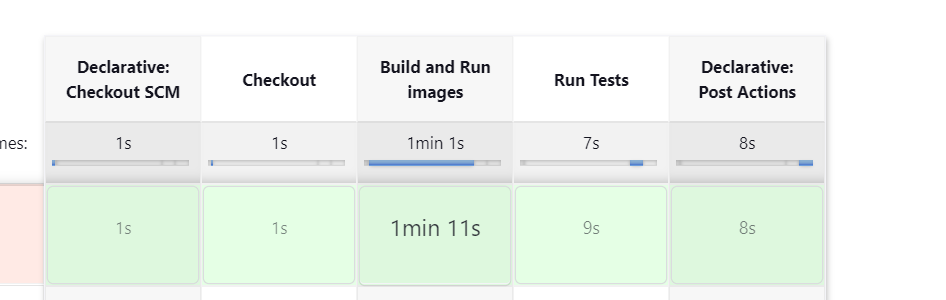 Declarative:
Checkout SCM
Checkout
Build and Run
images
Run Tests
Declarative:
Post Actions
mes:
1s
1s
1min 1s
7s
8s
1s
1s
1min 11s
9s
8s